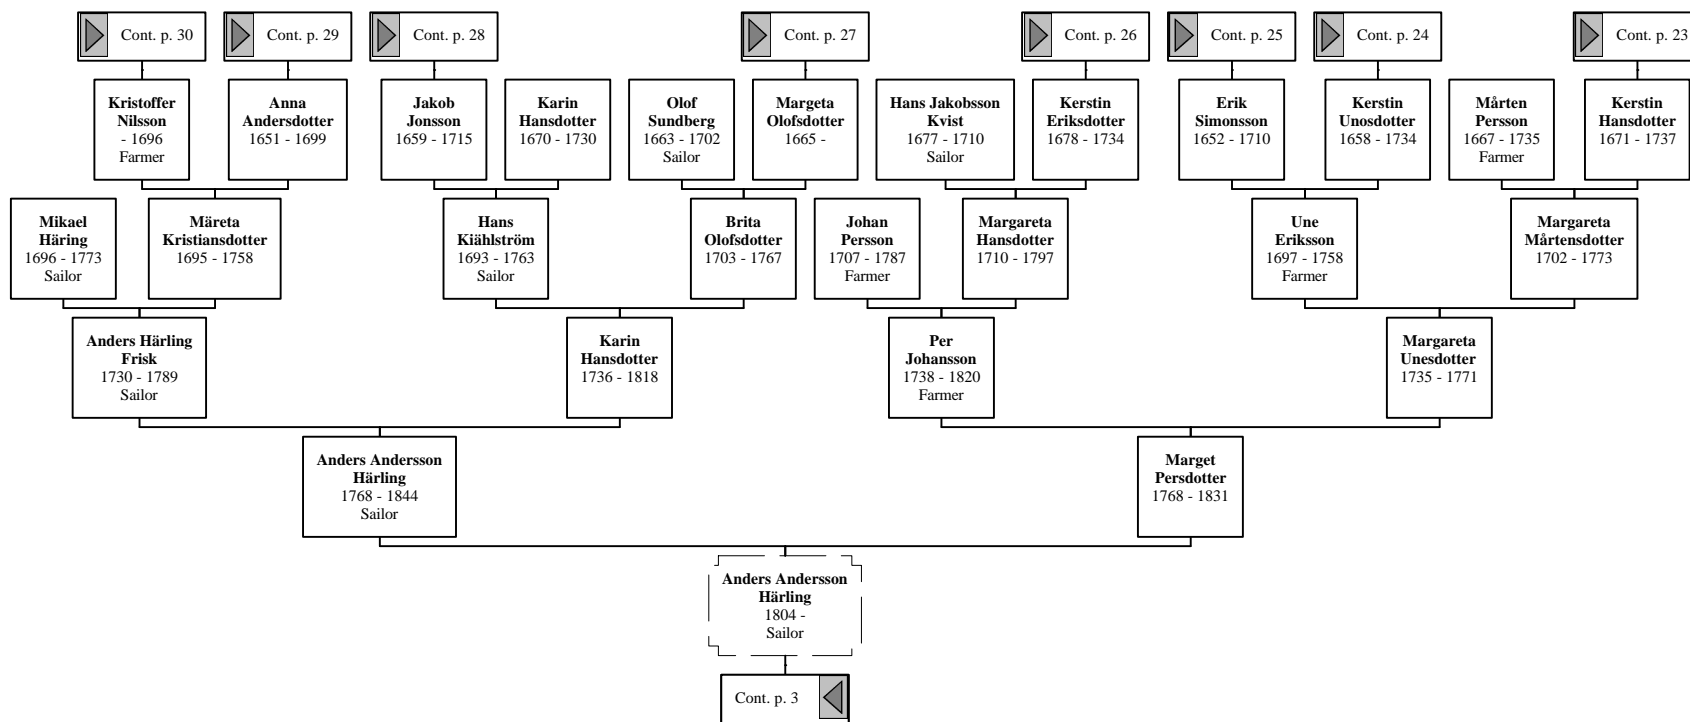 Cont. p. 30
Cont. p. 29
Cont. p. 28
Cont. p. 27
Cont. p. 26
Cont. p. 25
Cont. p. 24
Cont. p. 23
Kristoffer
Nilsson
- 1696
Farmer
Anna
Andersdotter
1651 - 1699
Jakob
Jonsson
1659 - 1715
Karin
Hansdotter
1670 - 1730
Olof
Sundberg
1663 - 1702
Sailor
Margeta
Olofsdotter
1665 -
Hans Jakobsson
Kvist
1677 - 1710
Sailor
Kerstin
Eriksdotter
1678 - 1734
Erik
Simonsson
1652 - 1710
Kerstin
Unosdotter
1658 - 1734
Mårten
Persson
1667 - 1735
Farmer
Kerstin
Hansdotter
1671 - 1737
Mikael
Häring
1696 - 1773
Sailor
Märeta
Kristiansdotter
1695 - 1758
Hans
Kiählström
1693 - 1763
Sailor
Brita
Olofsdotter
1703 - 1767
Johan
Persson
1707 - 1787
Farmer
Margareta
Hansdotter
1710 - 1797
Une
Eriksson
1697 - 1758
Farmer
Margareta
Mårtensdotter
1702 - 1773
Anders Härling
Frisk
1730 - 1789
Sailor
Karin
Hansdotter
1736 - 1818
Per
Johansson
1738 - 1820
Farmer
Margareta
Unesdotter
1735 - 1771
Anders Andersson
Härling
1768 - 1844
Sailor
Marget
Persdotter
1768 - 1831
Anders Andersson
Härling
1804 -
Sailor
Cont. p. 3